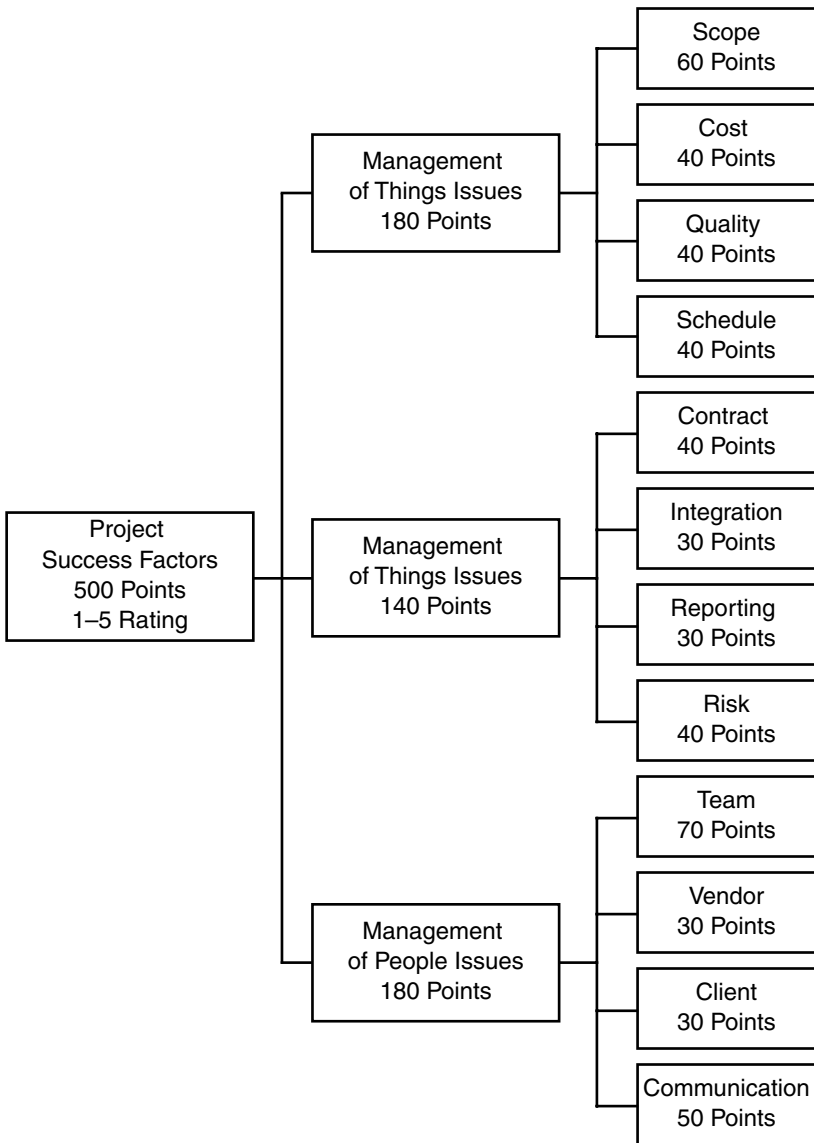 Project
Success Factors
500 Points
1–5 Rating
Management
of Things Issues
180 Points
Scope
60 Points
Cost
40 Points
Quality
40 Points
Schedule
40 Points
Management
of Things Issues
140 Points
Contract
40 Points
Integration
30 Points
Reporting
30 Points
Risk
40 Points
Management
of People Issues
180 Points
Team
70 Points
Vendor
30 Points
Client
30 Points
Communication
50 Points